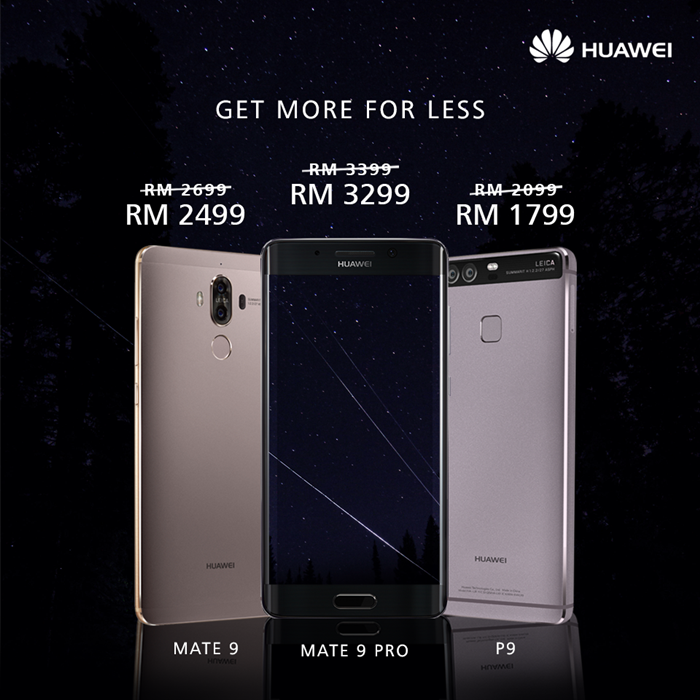 HUAWEI
GET MORE FOR LESS
RM 2699
RM 2499
RM 3399
RM 3299
RM 2099
RM 1799
HUAWEI
LEICA
HUAWEI
HUAWEI
MATE 9
MATE 9 PRO
P9